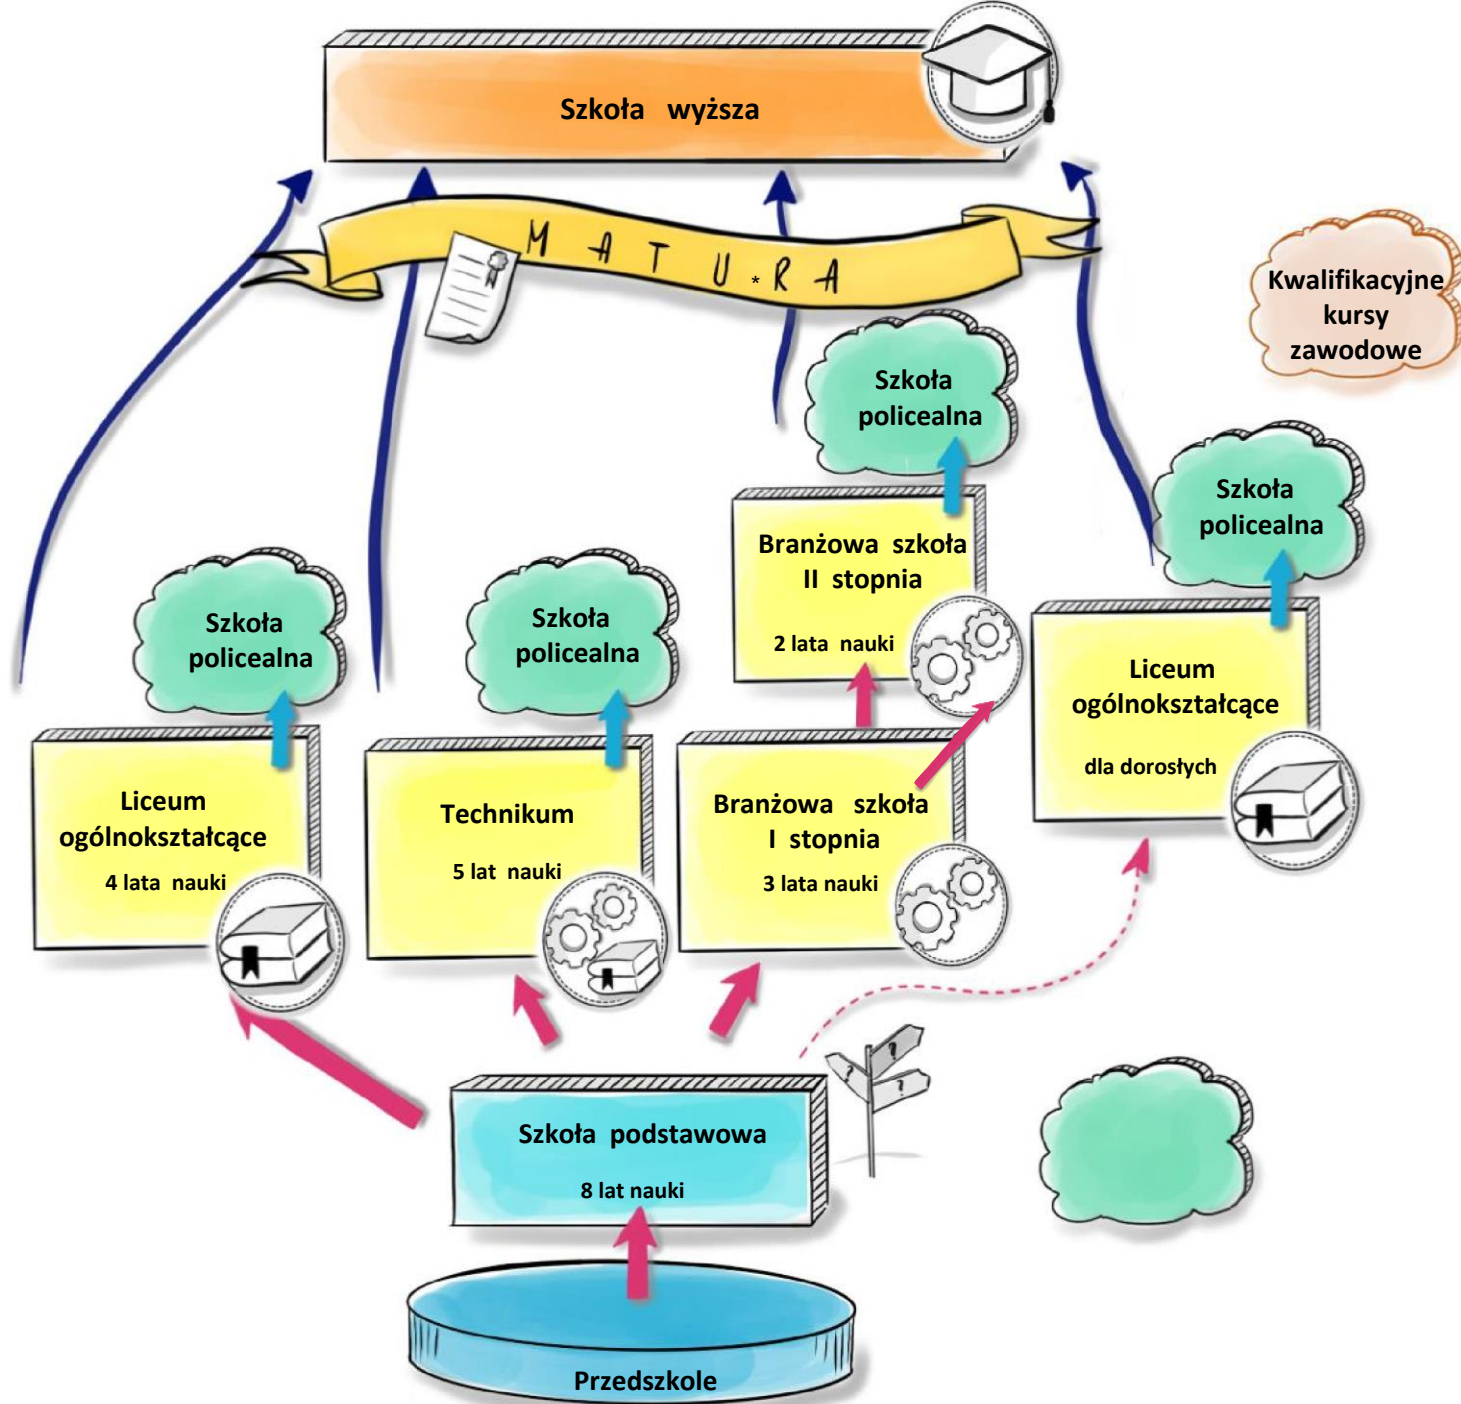 Szkoła wyższa
M A T U * R A
Kwalifikacyjne
kursy
zawodowe
Szkoła
policealna
Szkoła
policealna
Branżowa szkoła
II stopnia
2 lata nauki
Szkoła
policealna
Szkoła
policealna
Liceum
ogólnokształcące
dla dorosłych
Liceum
ogólnokształcące
4 lata nauki
Technikum
5 lat nauki
Branżowa szkoła
I stopnia
3 lata nauki
? ? ?
Szkoła podstawowa
8 lat nauki
Przedszkole